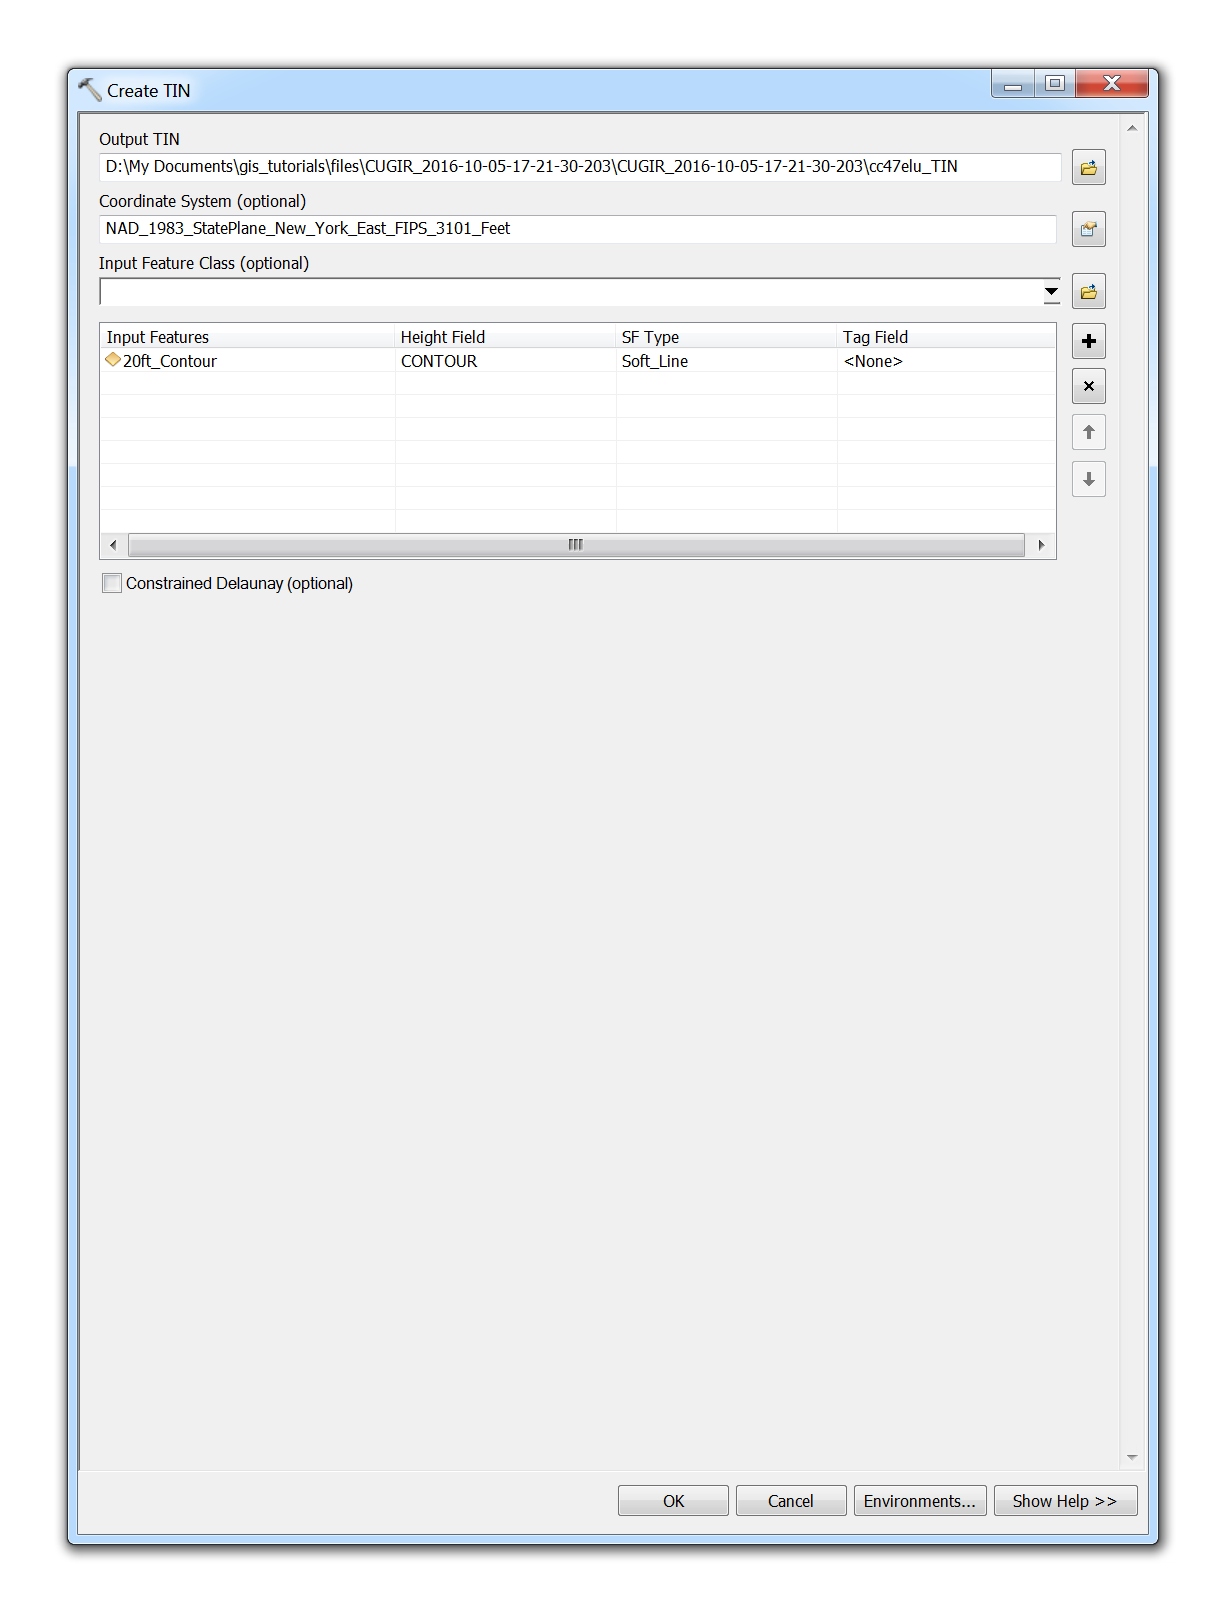 Create TIN
Output TIN
D:\My Documents\gis_tutorials\files\CUGIR_2016-10-05-17-21-30-203\CUGIR_2016-10-05-17-21-30-203\cc47elu_TIN
Coordinate System (optional)
NAD_1983_StatePlane_New_York_East_FIPS_3101_Feet
Input Feature Class (optional)
Input Features Height Field SF Type Tag Field
20ft_Contour CONTOUR Soft_Line <None>
Constrained Delaunay (optional)
OK Cancel Environments... Show Help >>